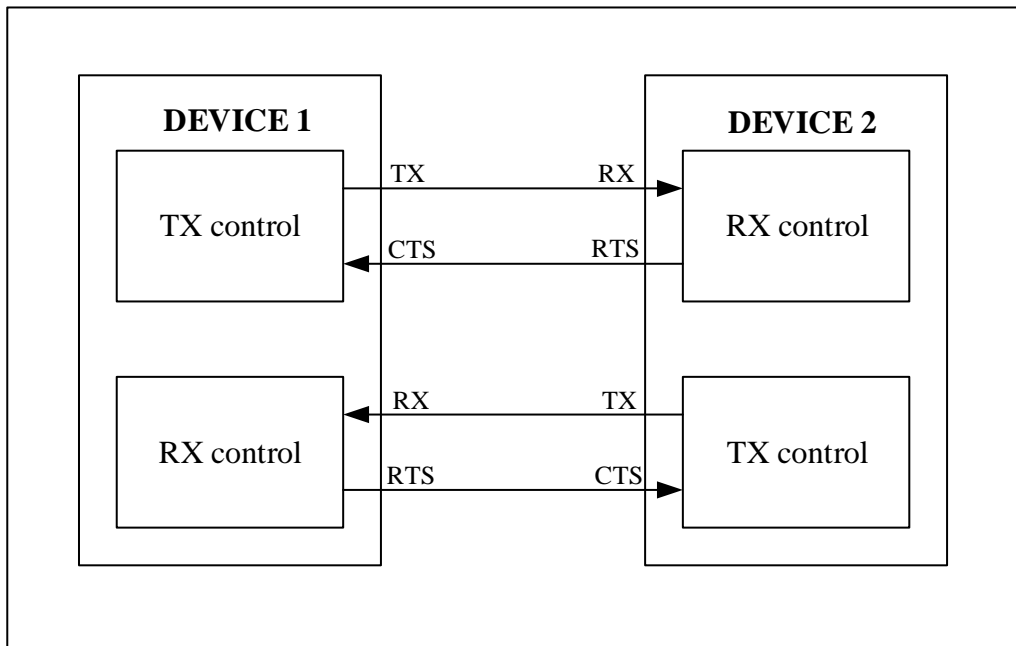 DEVICE 1
DEVICE 2
TX control
TX
RX
RX control
CTS
RTS
RX control
RX
TX
TX control
RTS
CTS